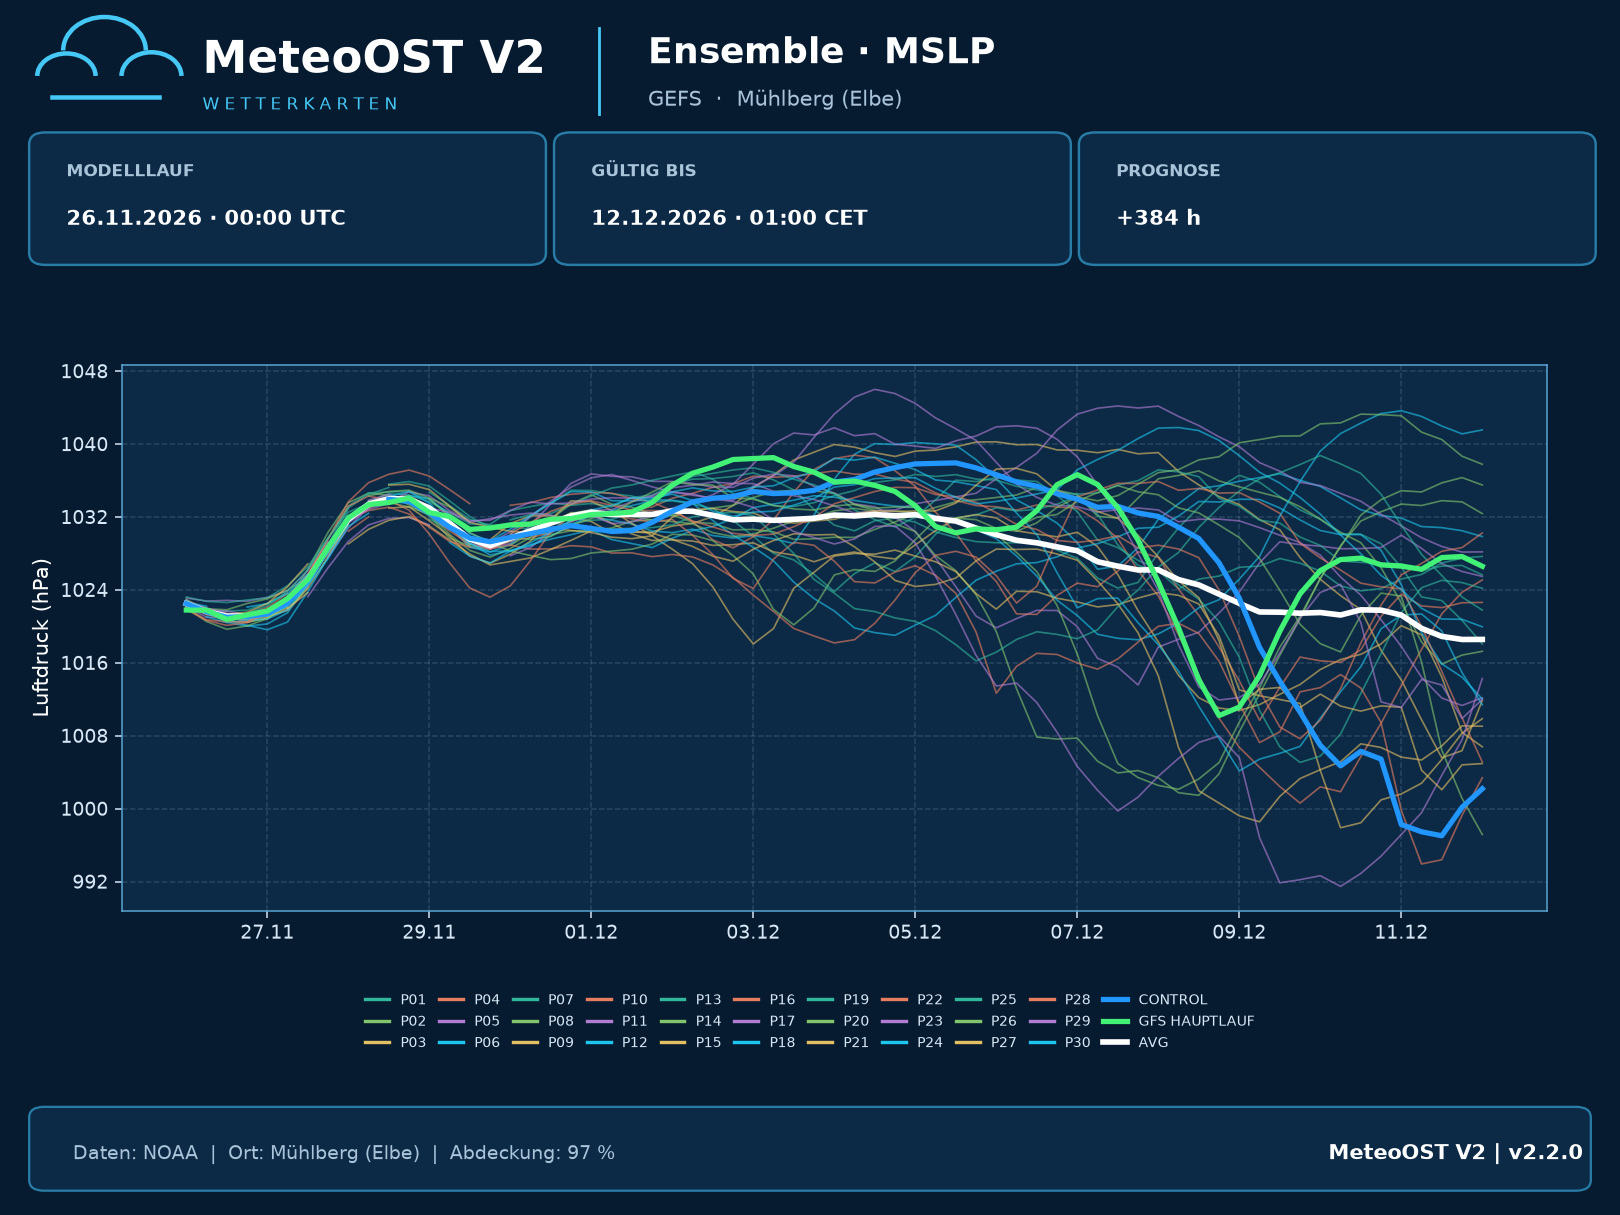 MeteoOST V2
WETTERKARTEN
Ensemble · MSLP
GEFS · Mühlberg (Elbe)
MODELLLAUF
26.11.2026 · 00:00 UTC
GÜLTIG BIS
12.12.2026 · 01:00 CET
PROGNOSE
+384 h
Luftdruck (hPa)
1048
1040
1032
1024
1016
1008
1000
992
27.11 29.11 01.12 03.12 05.12 07.12 09.12 11.12
P01 P04 P07 P10 P13 P16 P19 P22 P25 P28 CONTROL
P02 P05 P08 P11 P14 P17 P20 P23 P26 P29 GFS HAUPTLAUF
P03 P06 P09 P12 P15 P18 P21 P24 P27 P30 AVG
Daten: NOAA | Ort: Mühlberg (Elbe) | Abdeckung: 97 %
MeteoOST V2 | v2.2.0